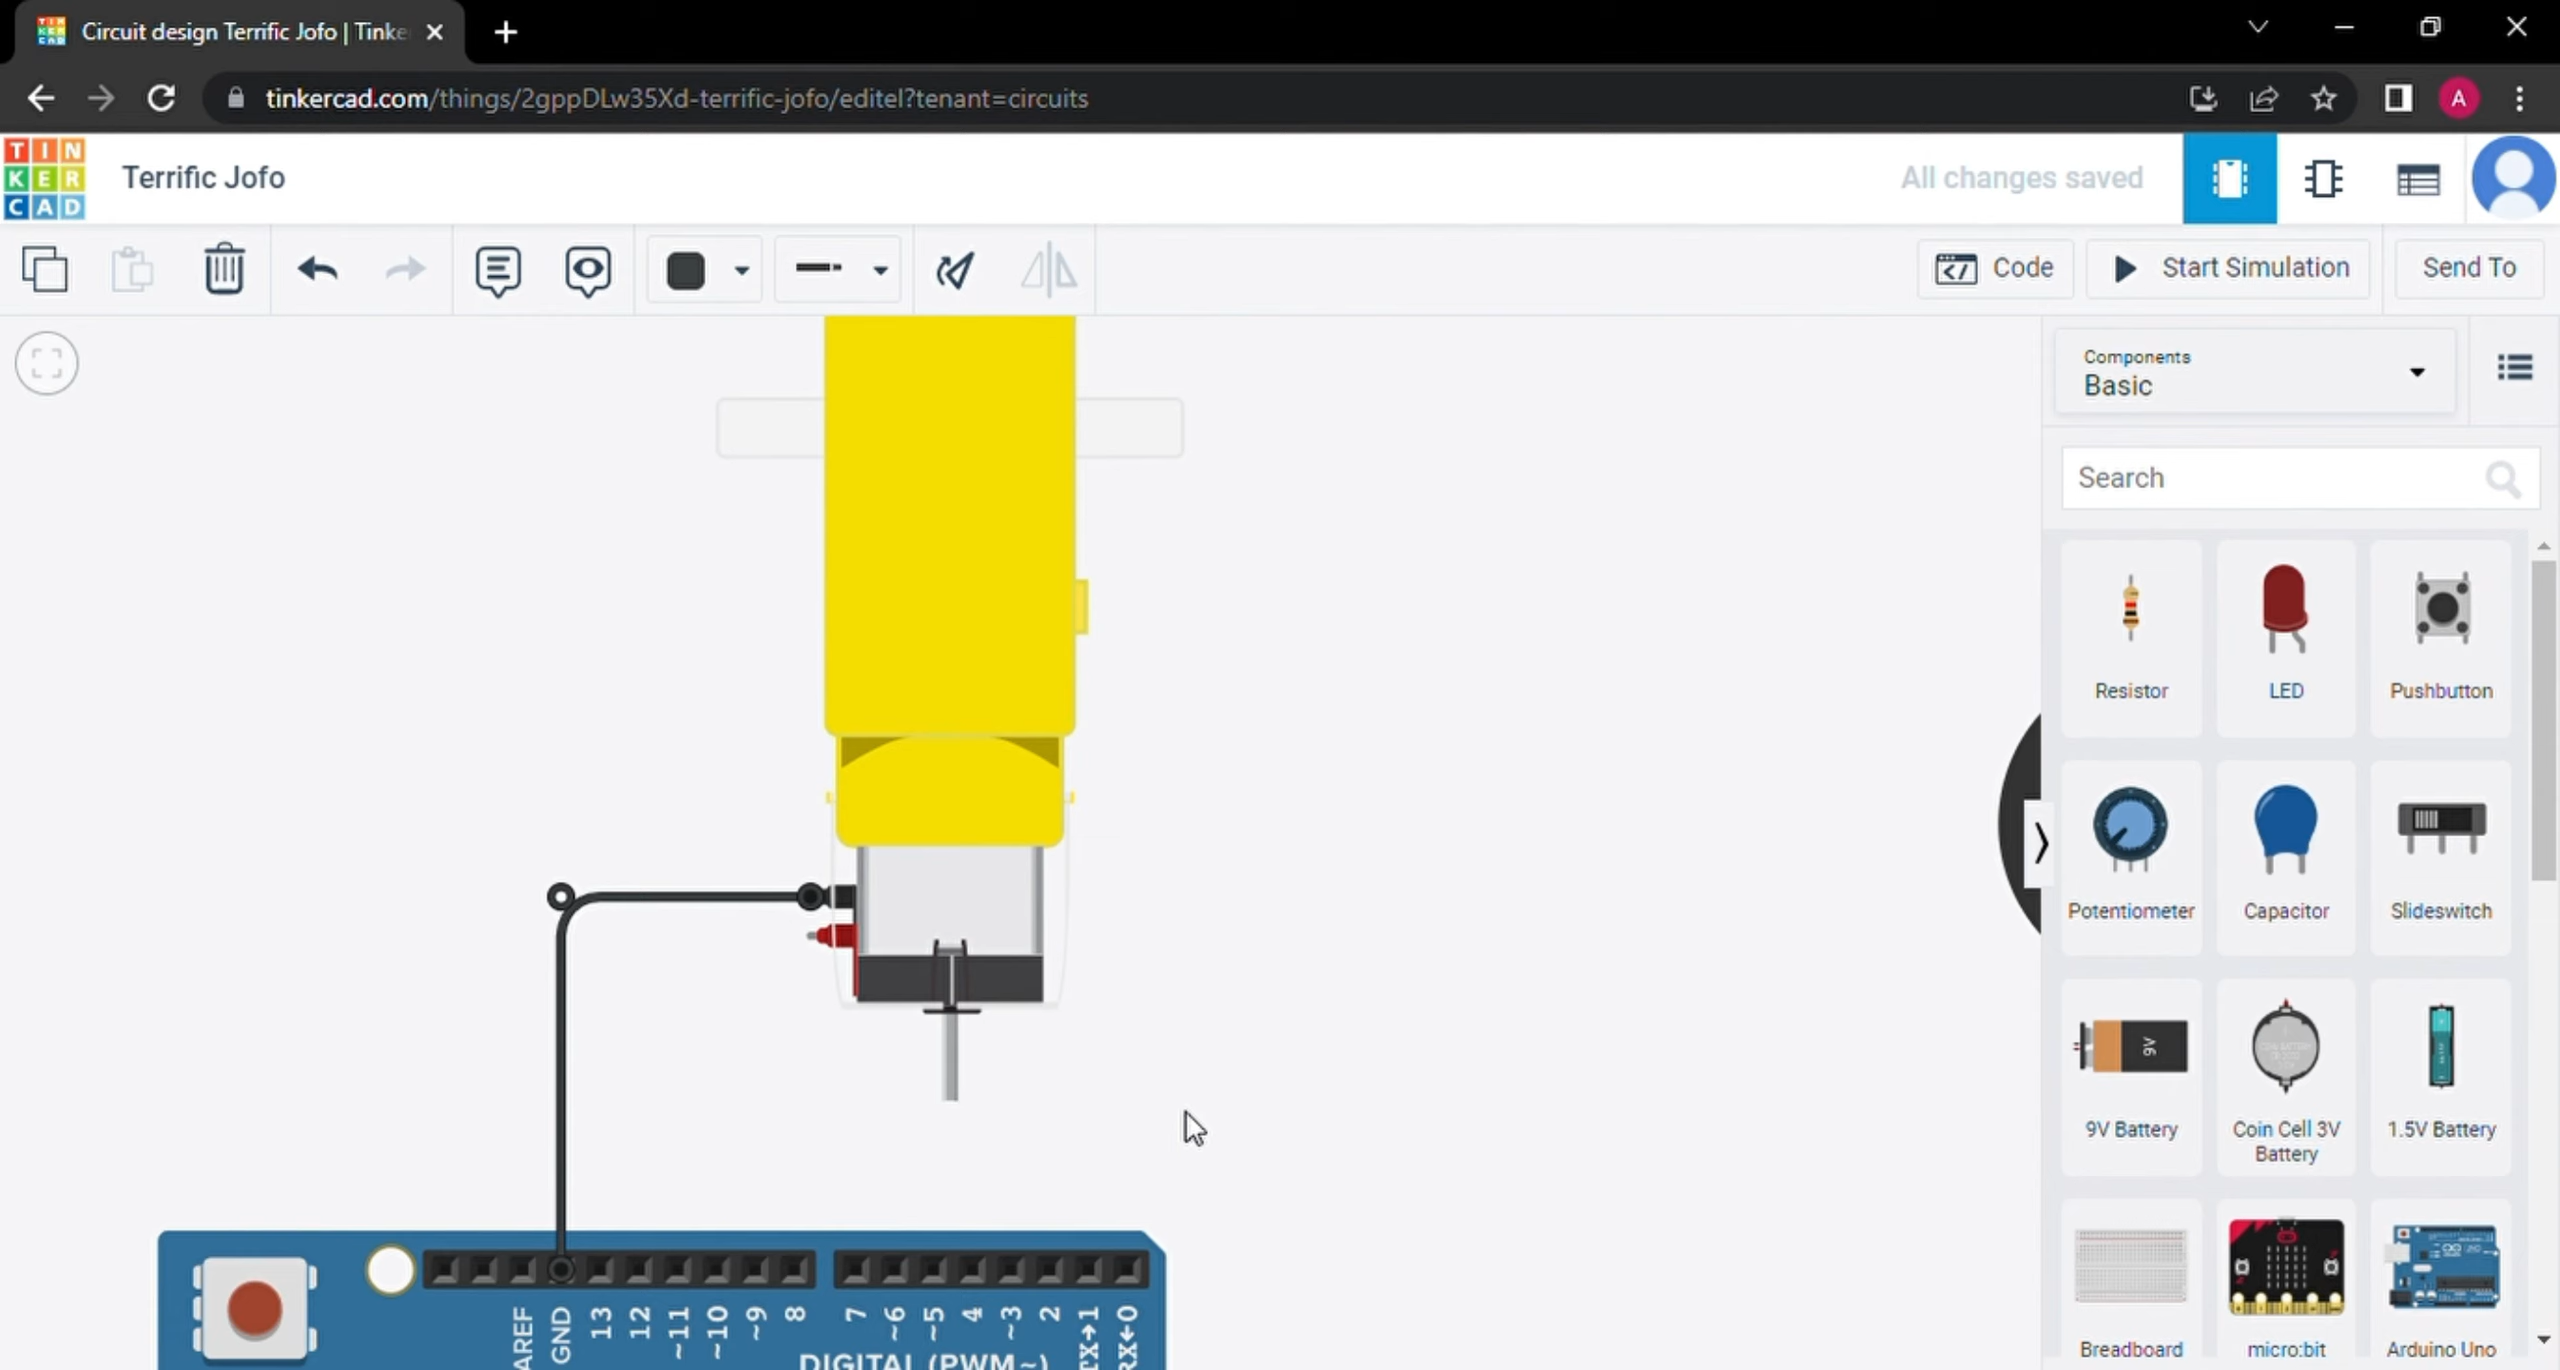 Circuit design Terrific Jofo | Tinke
tinkercad.com/things/2gppDLw35Xd-terrific-jofo/editel?tenant=circuits
A
TIN
KER
CAD
Terrific Jofo
All changes saved
Code
Start Simulation
Send To
Components
Basic
Search
Resistor
LED
Pushbutton
Potentiometer
Capacitor
Slideswitch
9V
9V Battery
Coin Cell 3V
Battery
1.5V Battery
Breadboard
micro:bit
Arduino Uno
AREF
GND
13
12
~11
~10
~9
8
7
~6
~5
4
~3
2
TX→1
RX←0
DIGITAL (PWM~)